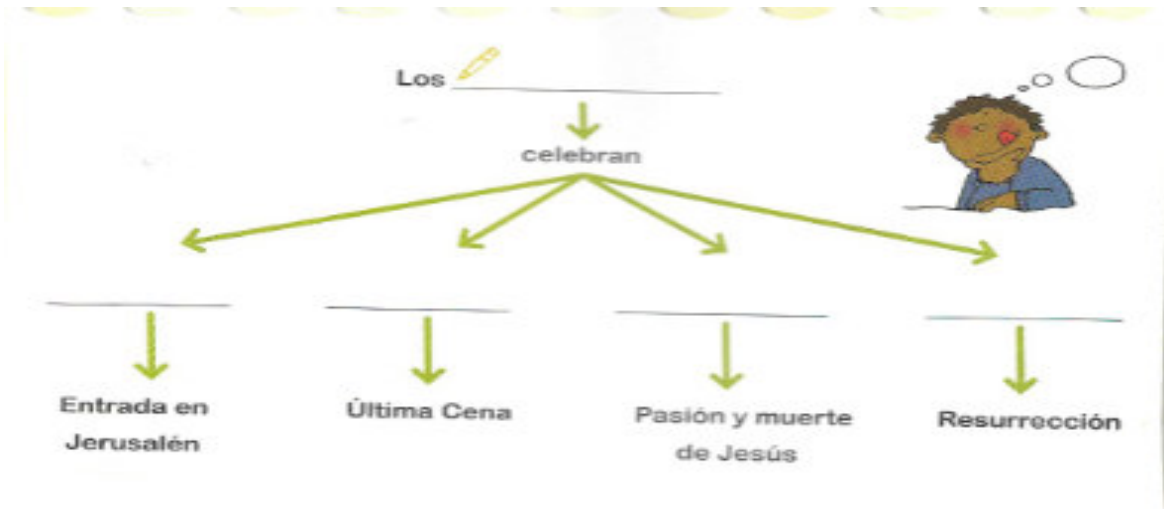 Los
celebran
Entrada en
Jerusalén
Última Cena
Pasión y muerte
de Jesús
Resurrección